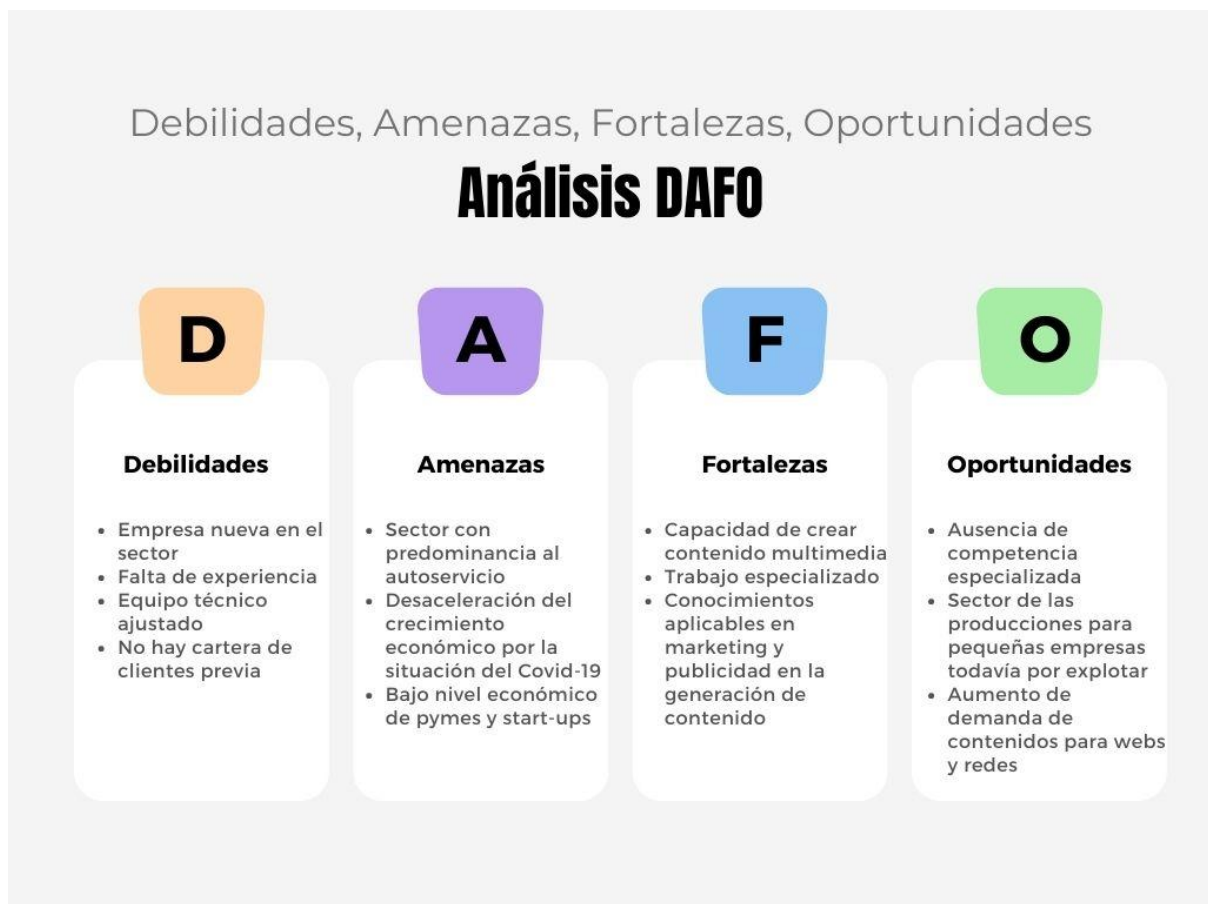 Debilidades, Amenazas, Fortalezas, Oportunidades
Análisis DAFO
D
Debilidades
• Empresa nueva en el
sector
• Falta de experiencia
• Equipo técnico
ajustado
• No hay cartera de
clientes previa
A
Amenazas
• Sector con
predominancia al
autoservicio
• Desaceleración del
crecimiento
económico por la
situación del Covid-19
• Bajo nivel económico
de pymes y start-ups
F
Fortalezas
• Capacidad de crear
contenido multimedia
• Trabajo especializado
• Conocimientos
aplicables en
marketing y
publicidad en la
generación de
contenido
O
Oportunidades
• Ausencia de
competencia
especializada
• Sector de las
producciones para
pequeñas empresas
todavía por explotar
• Aumento de
demanda de
contenidos para webs
y redes